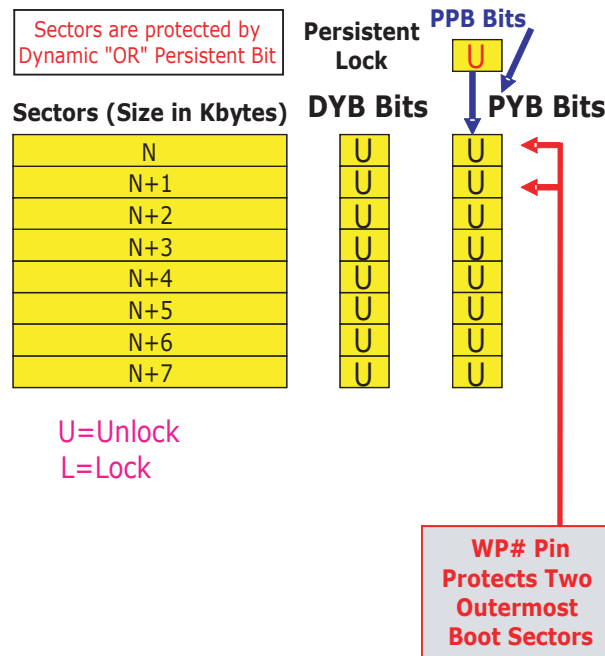 Sectors are protected by
Dynamic "OR" Persistent Bit
Persistent
Lock
PPB Bits
U
Sectors (Size in Kbytes)
DYB Bits
PYB Bits
N U U
N+1 U U
N+2 U U
N+3 U U
N+4 U U
N+5 U U
N+6 U U
N+7 U U
U=Unlock
L=Lock
WP# Pin
Protects Two
Outermost
Boot Sectors